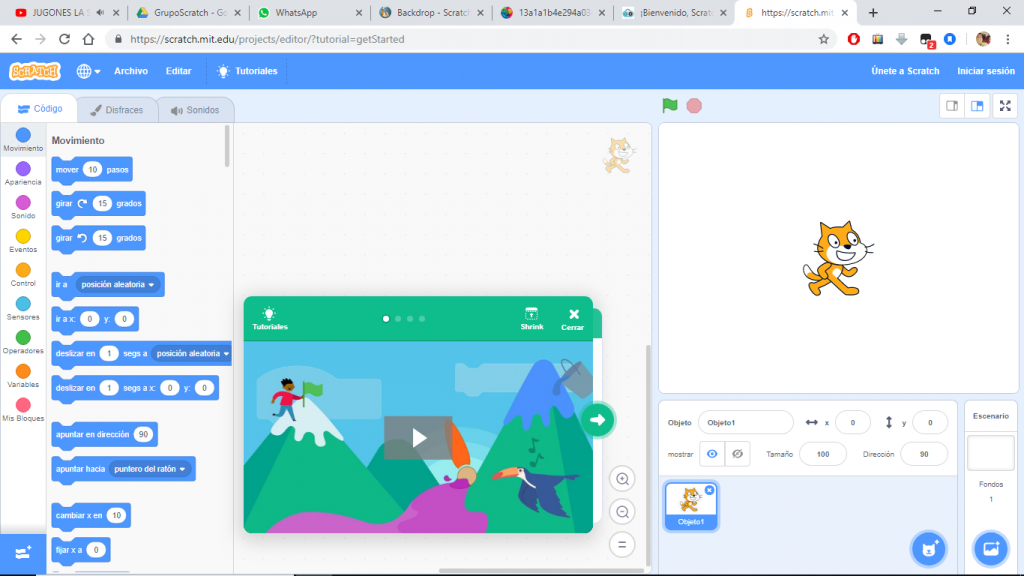 JUGONES LA S
GrupoScratch - Go
WhatsApp
Backdrop - Scratch
13a1a1b4e294a03
¡Bienvenido, Scrat
https://scratch.mit.
https://scratch.mit.edu/projects/editor/?tutorial=getStarted
2
SCRATCH
Archivo
Editar
Tutoriales
Únete a Scratch
Iniciar sesión
Código
Disfraces
Sonidos
Movimiento
Apariencia
Sonido
Eventos
Control
Sensores
Operadores
Variables
Mis Bloques
Movimiento
mover 10 pasos
girar 15 grados
girar 15 grados
ir a posición aleatoria
ir a x: 0 y: 0
deslizar en 1 segs a posición aleatoria
deslizar en 1 segs a x: 0 y: 0
apuntar en dirección 90
apuntar hacia puntero del ratón
cambiar x en 10
fijar x a 0
Tutoriales
Shrink
Cerrar
Objeto Objeto1 x 0 y 0
mostrar Tamaño 100 Dirección 90
Objeto1
Escenario
Fondos
1